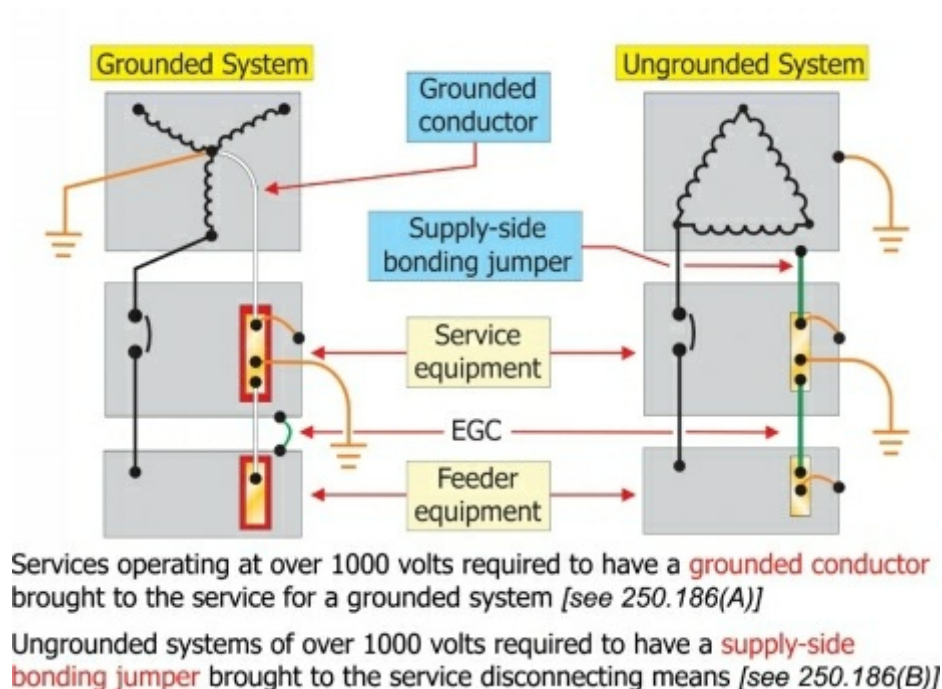 Grounded System
Ungrounded System
Grounded
conductor
Supply-side
bonding jumper
Service
equipment
EGC
Feeder
equipment
Services operating at over 1000 volts required to have a grounded conductor
brought to the service for a grounded system [see 250.186(A)]
Ungrounded systems of over 1000 volts required to have a supply-side
bonding jumper brought to the service disconnecting means [see 250.186(B)]